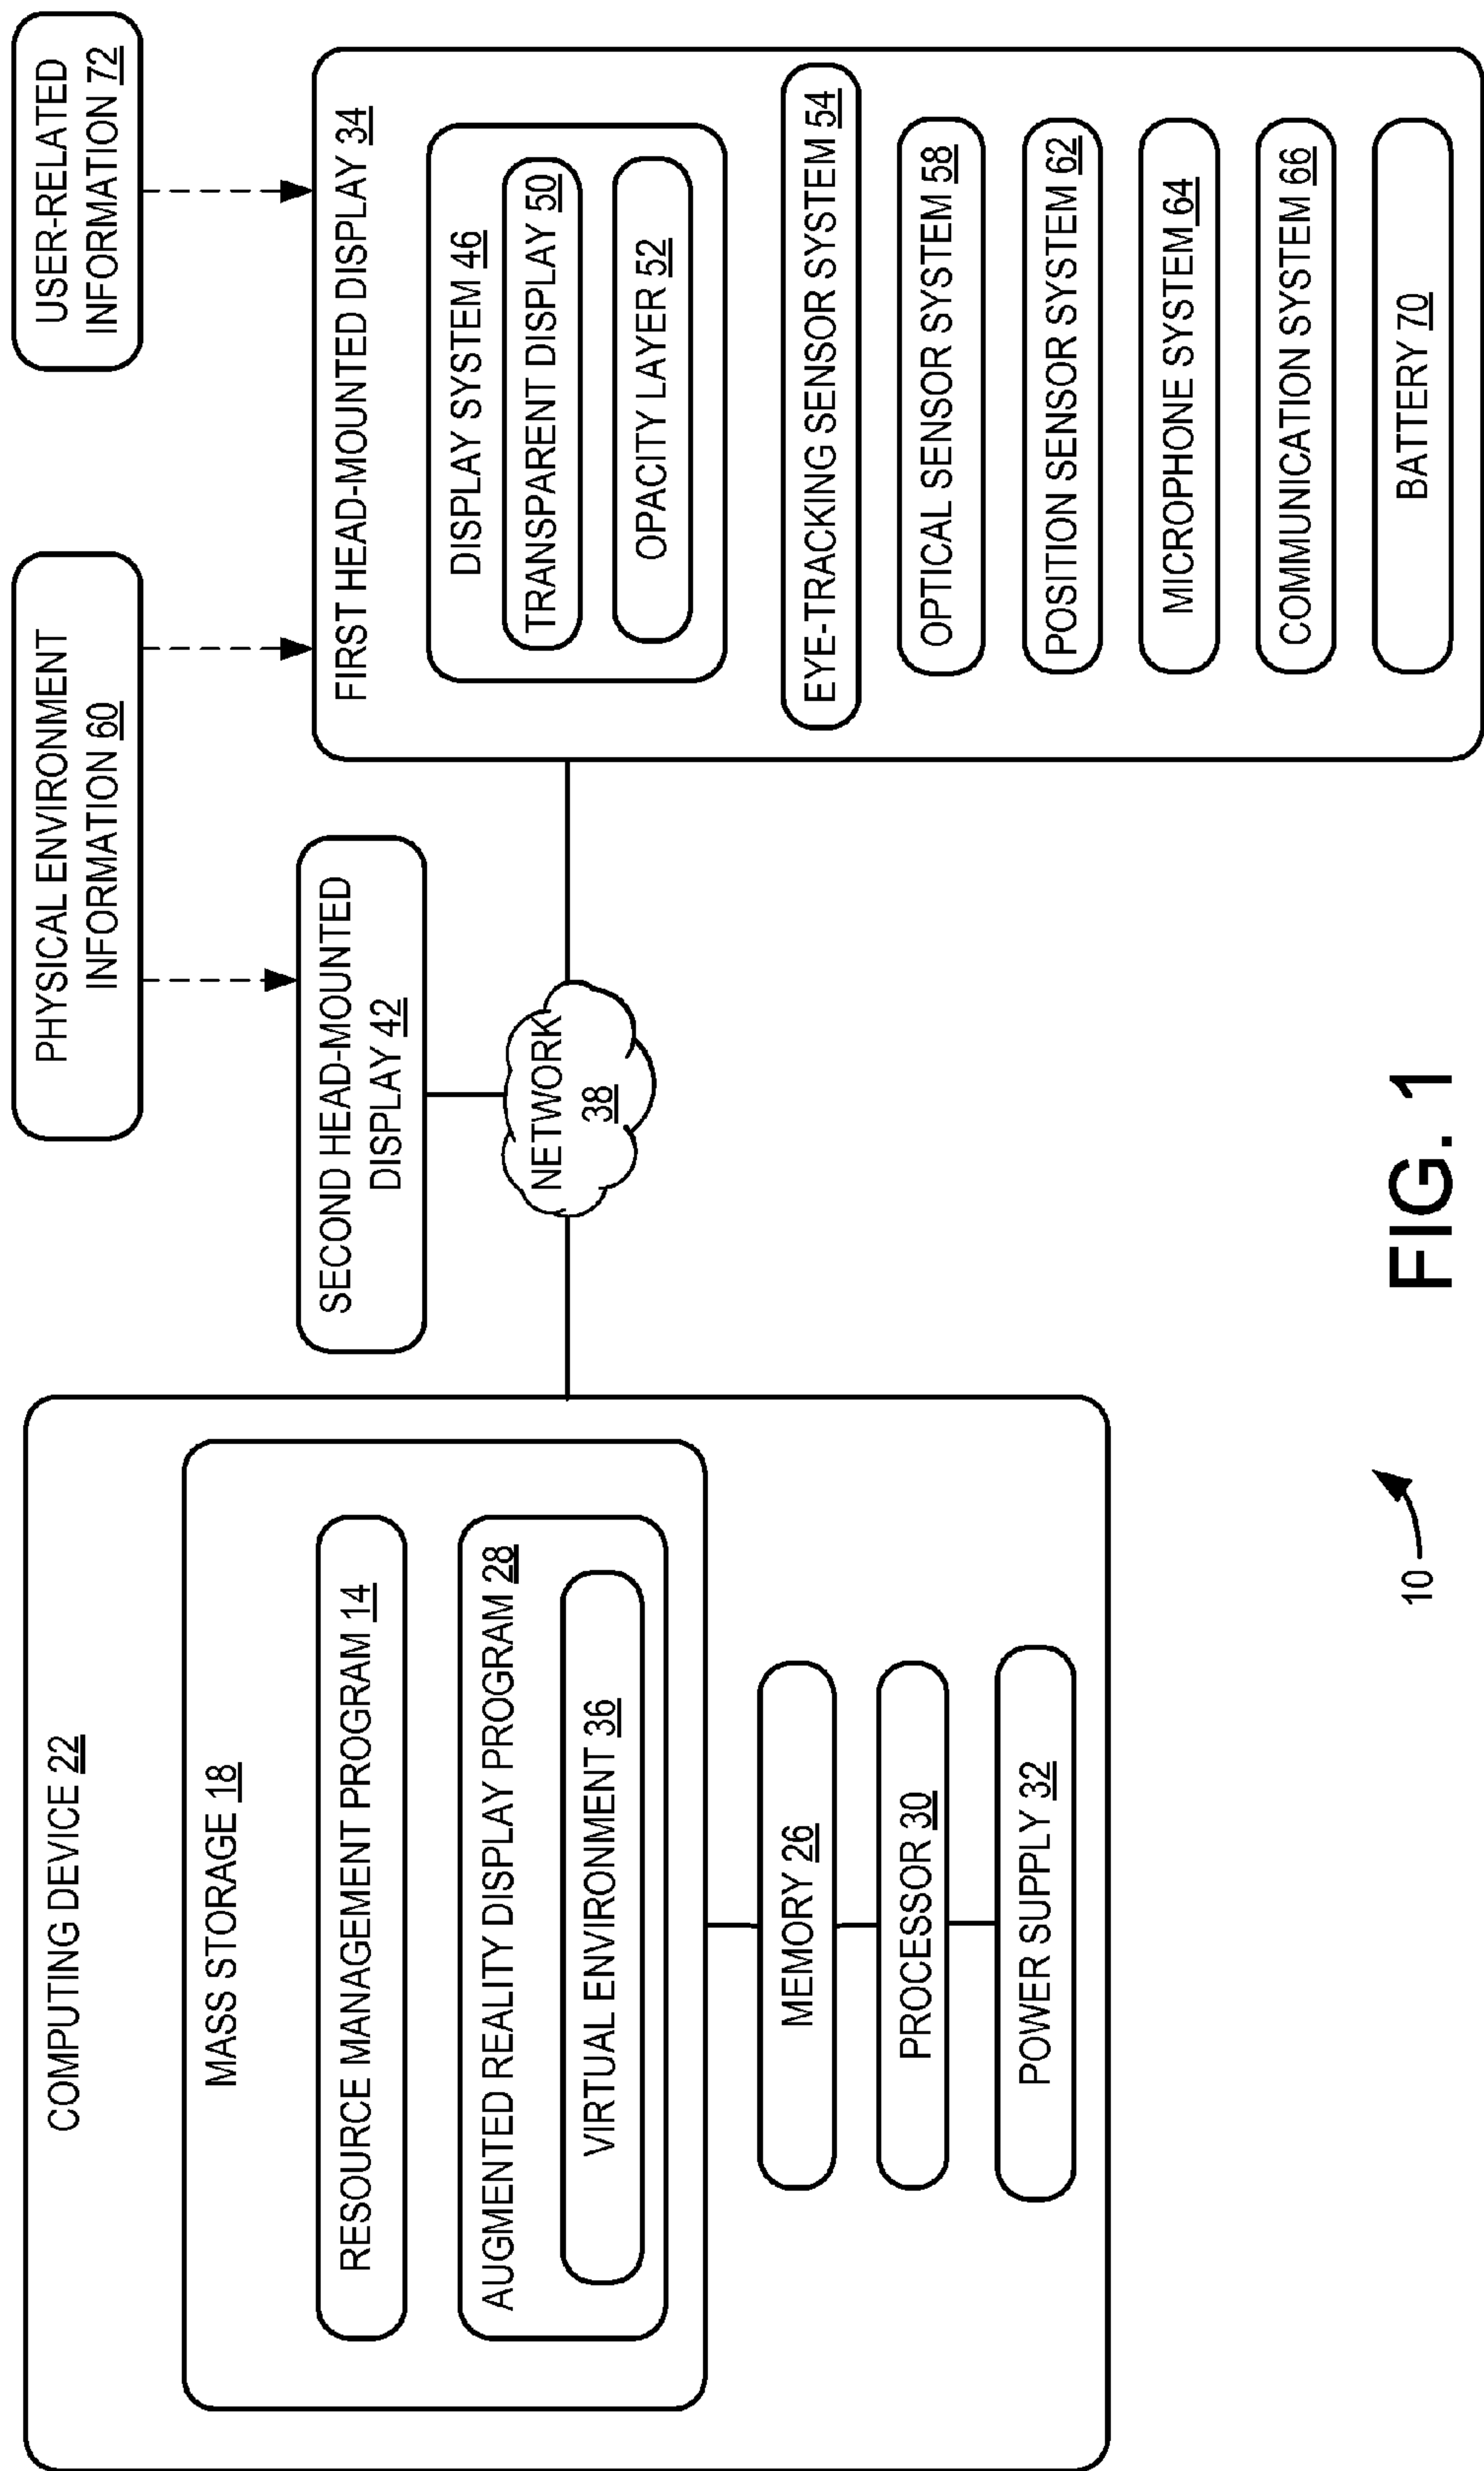 COMPUTING DEVICE 22
MASS STORAGE 18
RESOURCE MANAGEMENT PROGRAM 14
AUGMENTED REALITY DISPLAY PROGRAM 28
VIRTUAL ENVIRONMENT 36
MEMORY 26
PROCESSOR 30
POWER SUPPLY 32
PHYSICAL ENVIRONMENT
INFORMATION 60
SECOND HEAD-MOUNTED
DISPLAY 42
NETWORK
38
USER-RELATED
INFORMATION 72
FIRST HEAD-MOUNTED DISPLAY 34
DISPLAY SYSTEM 46
TRANSPARENT DISPLAY 50
OPACITY LAYER 52
EYE-TRACKING SENSOR SYSTEM 54
OPTICAL SENSOR SYSTEM 58
POSITION SENSOR SYSTEM 62
MICROPHONE SYSTEM 64
COMMUNICATION SYSTEM 66
BATTERY 70
10
FIG. 1